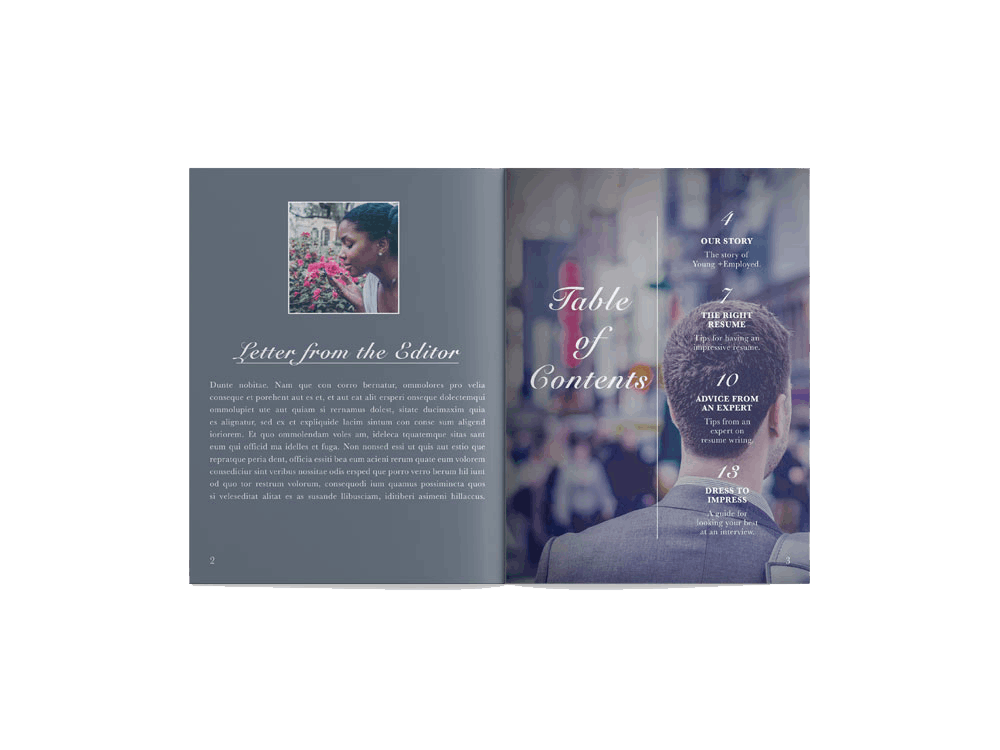 Letter from the Editor
Dunte nobitae. Nam que con corro bernatur, ommolores pro velia
conseque et porehent aut es et, et aut eat alit ersperi onseque dolectemqui
ommolupier ute aut quiam si rernamus dolest, sitate ducimaxim quia
es alignatur, sed ex et expliquide lacim sintum con conse sum aligend
ioriorem. Et quo ommolendam voles am, ideleca tquatemque sitas sant
eum qui officid ma idelles et fuga. Non nonsed essi ut quis aut estio que
repratque peria dent, officia essiti bea eum acieni rerum quate eum volorem
consediciur sint veribus nossitae odis ersped que porro verro berum hil iunt
od quo tor restrum volorum, consequodi ium quamus possimincta quos
si veleseditat alitat es as susande llibusciam, iditiberi asimeni hillaccus.
2
Table
of
Contents
4
OUR STORY
The story of
Young +Employed.
7
THE RIGHT
RESUME
Tips for having an
impressive resume.
10
ADVICE FROM
AN EXPERT
Tips from an
expert on
resume wriing.
13
DRESS TO
IMPRESS
A guide for
looking your best
at an interview.
3